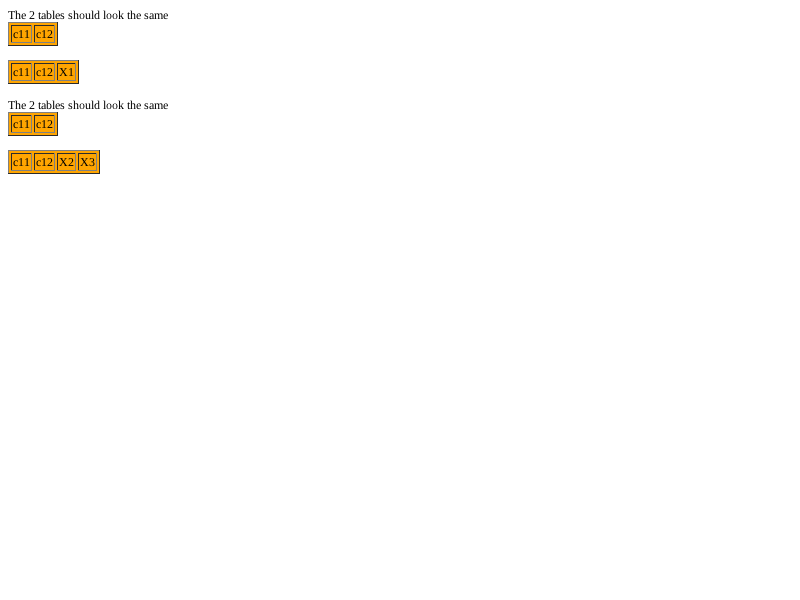 The 2 tables should look the same
c11 c12
c11 c12 X1
The 2 tables should look the same
c11 c12
c11 c12 X2 X3